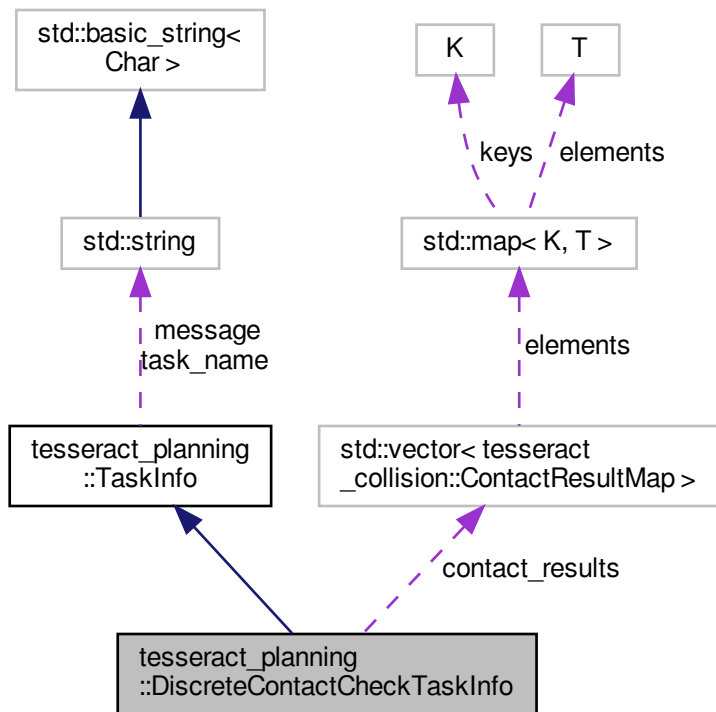 std::basic_string<
Char >
K
T
keys
elements
std::string
std::map< K, T >
message
task_name
elements
tesseract_planning
::TaskInfo
std::vector< tesseract
_collision::ContactResultMap >
contact_results
tesseract_planning
::DiscreteContactCheckTaskInfo